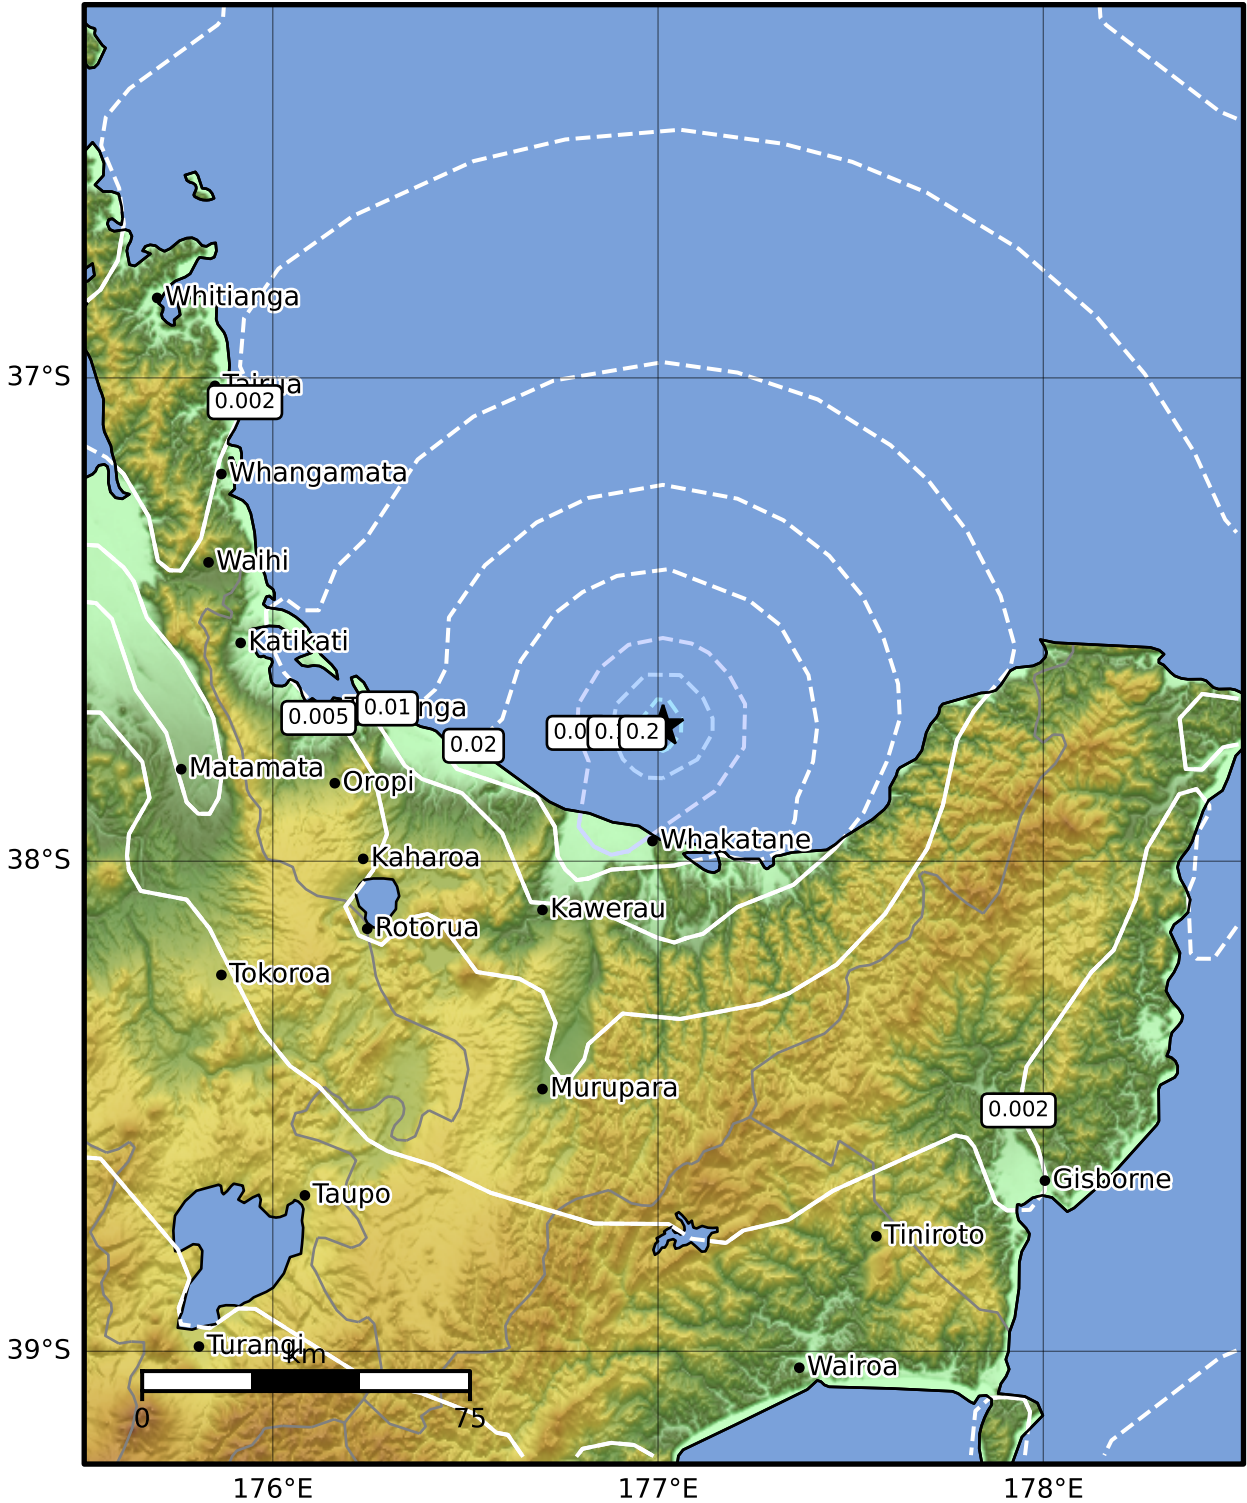 Whitianga
37°S
Tairua
0.002
Whangamata
Waihi
Katikati
0.005
0.01
nga
0.02
0.2
Matamata
Oropi
Whakatane
38°S
Kaharoa
Kawerau
Rotorua
Tokoroa
Murupara
0.002
Gisborne
Taupo
Tiniroto
39°S
Turangi
km
Wairoa
0
75
176°E
177°E
178°E